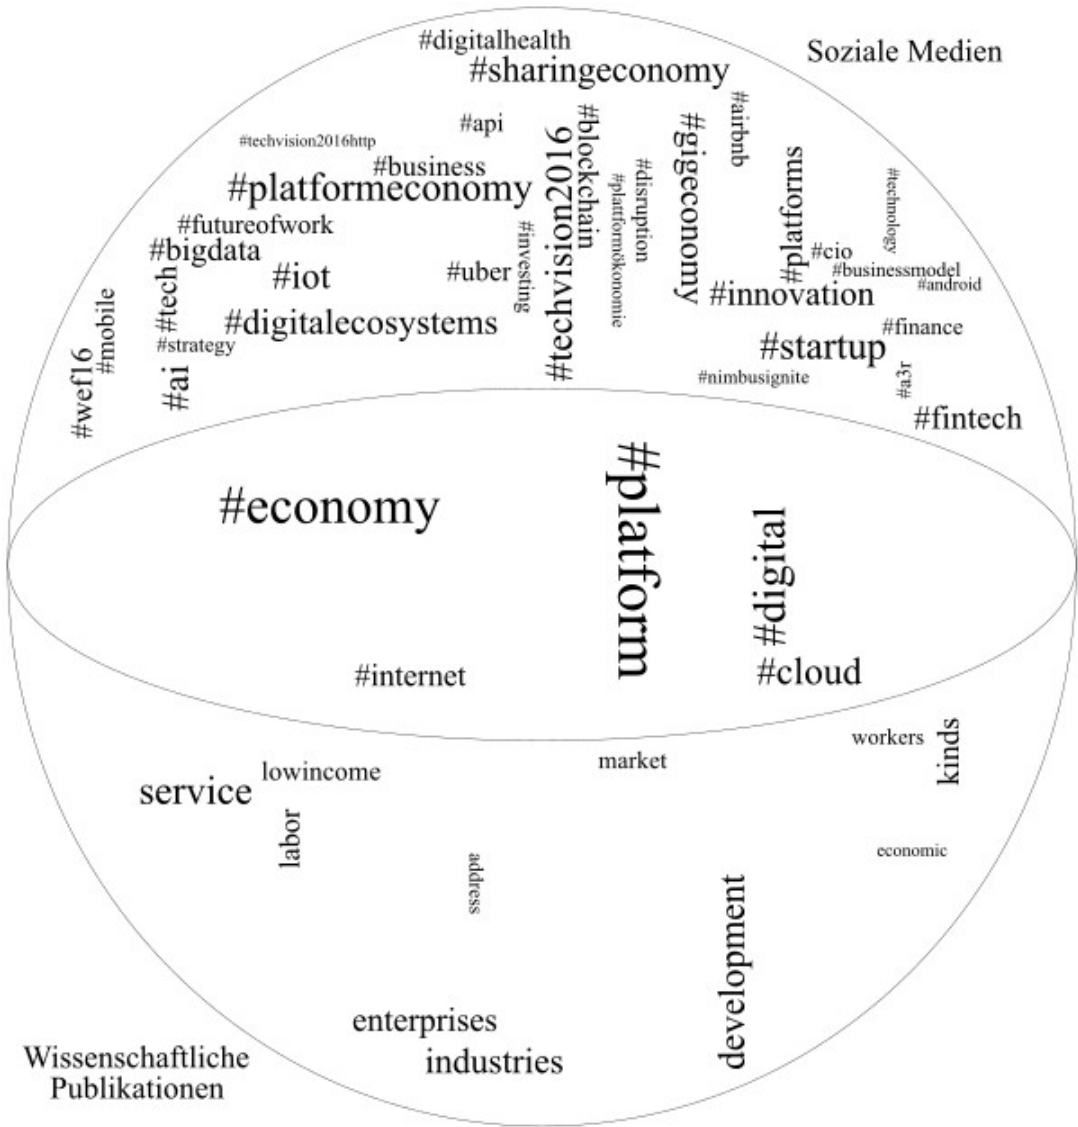 #digitalhealth
Soziale Medien
#sharingeconomy
#airbnb
#api
#blockchain
#gigeconomy
#techvision2016http
#techvision2016
#business
#disruption
#platforms
#technology
#platformeconomy
#plattformökonomie
#futureofwork
#investing
#bigdata
#cio
#tech
#iot
#uber
#businessmodel
#android
#mobile
#innovation
#digitalecosystems
#finance
#strategy
#startup
#wef16
#ai
#nimbusignite
#a3r
#fintech
#economy
#platform
#digital
#internet
#cloud
workers
kinds
market
lowincome
service
labor
economic
address
development
enterprises
industries
Wissenschaftliche
Publikationen